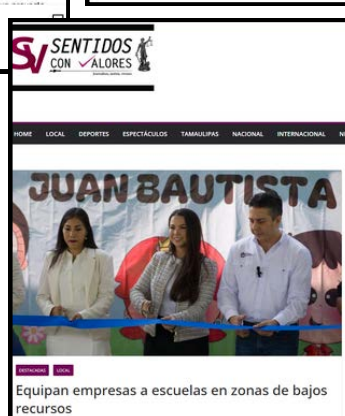 SENTIDOS
CON VALORES
HOME LOCAL DEPORTES ESPECTÁCULOS TAMAULIPAS NACIONAL INTERNACIONAL
JUAN BAUTISTA
DESTACADAS LOCAL
Equipan empresas a escuelas en zonas de bajos
recursos